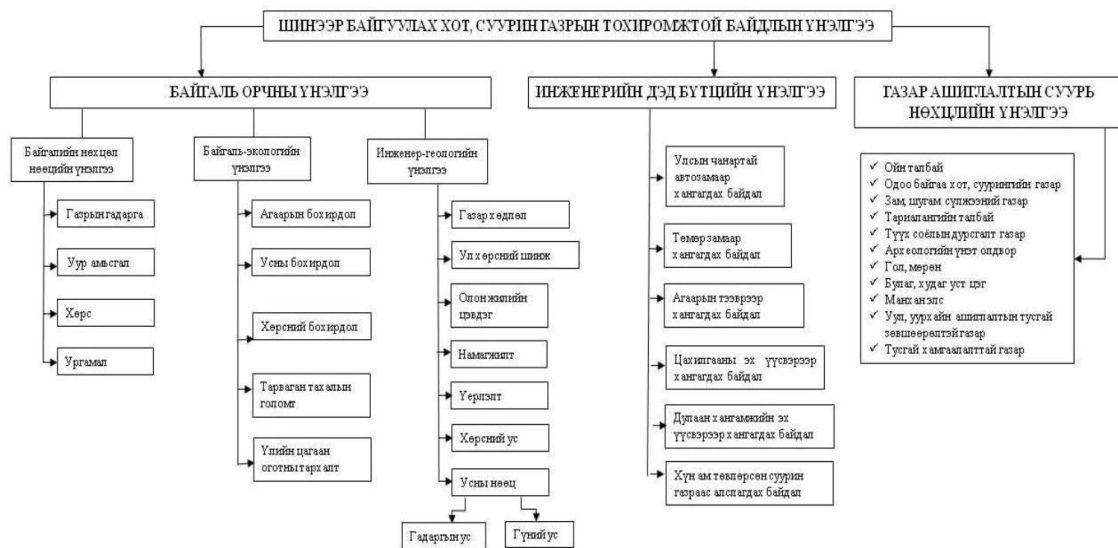 ШИНЭЭР БАЙГУУЛАХ ХОТ, СУУРИН ГАЗРЫН ТОХИРОМЖТОЙ БАЙДЛЫН ҮНЭЛГЭЭ
БАЙГАЛЬ ОРЧНЫ ҮНЭЛГЭЭ
Байгалийн нөхцөл
нөөцийн үнэлгээ
Газрын гадарга
Уур амьсгал
Хөрс
Ургамал
Байгаль-экологийн
үнэлгээ
Агаарын бохирдол
Усны бохирдол
Хөрсний бохирдол
Тарваган тахалын
голомт
Үлийн цагаан
оготны тархалт
Инженер-геологийн
үнэлгээ
Газар хөдлөл
Ул хөрсний шинж
Олон жилийн
цэвдэг
Намагжилт
Үерлэлт
Хөрсний ус
Усны нөөц
Гадаргын ус
Гүний ус
ИНЖЕНЕРИЙН ДЭД БҮТЦИЙН ҮНЭЛГЭЭ
Улсын чанартай
автозамаар
хангагдах байдал
Төмөр замаар
хангагдах байдал
Агаарын тээврээр
хангагдах байдал
Цахилгааны эх үүсвэрээр
хангагдах байдал
Дулаан хангамжийн эх
үүсвэрээр хангагдах байдал
Хүн ам төвлөрсөн суурин
газраас алслагдах байдал
ГАЗАР АШИГЛАЛТЫН СУУРЬ
НӨХЦЛИЙН ҮНЭЛГЭЭ
✓ Ойн талбай
✓ Одоо байгаа хот, суурингийн газар
✓ Зам, шугам сүлжээний газар
✓ Тариалангийн талбай
✓ Түүх соёлын дурсгалт газар
✓ Археологийн үнэт олдвор
✓ Гол, мөрөн
✓ Булаг, худаг уст цэг
✓ Манхан элс
✓ Уул, уурхайн ашиглалтын тусгай
зөвшөөрөлтэй газар
✓ Тусгай хамгаалалттай газар